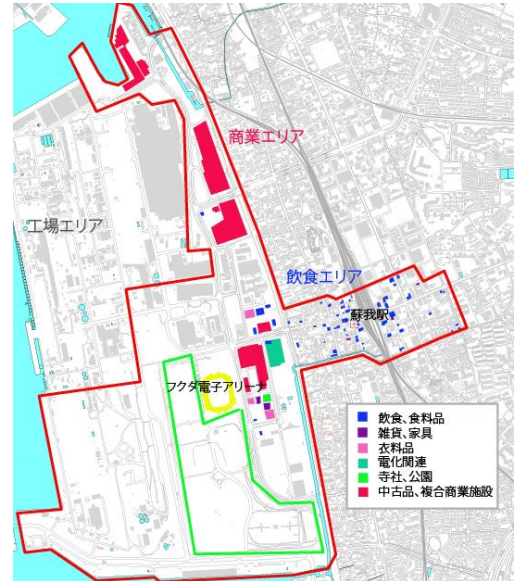 商業エリア
工場エリア
飲食エリア
蘇我駅
フクダ電子アリーナ
飲食、食料品
雑貨、家具
衣料品
電化関連
寺社、公園
中古品、複合商業施設